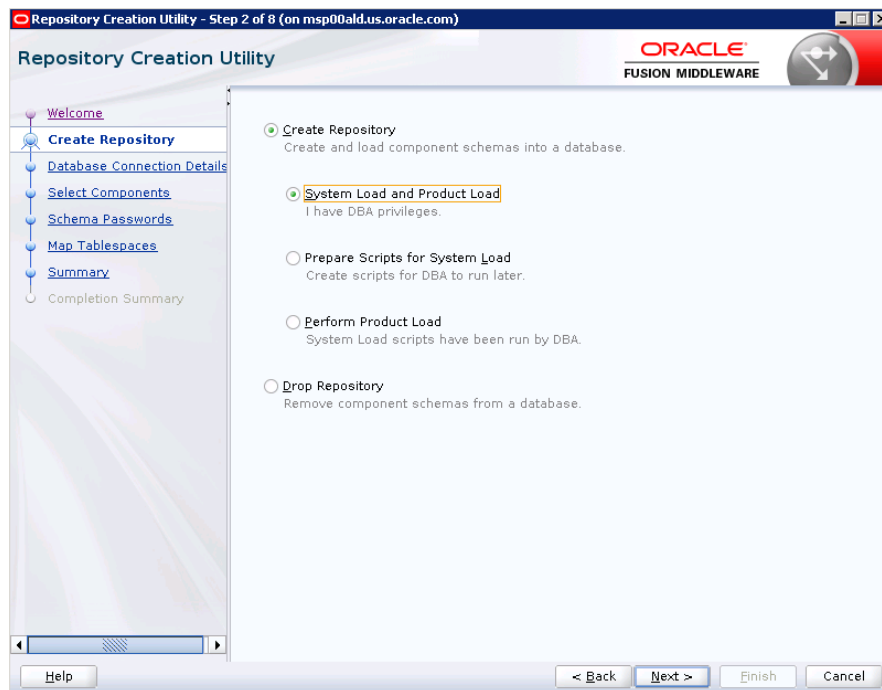 Repository Creation Utility - Step 2 of 8 (on msp00ald.us.oracle.com)
Repository Creation Utility
ORACLE
FUSION MIDDLEWARE
Welcome
Create Repository
Database Connection Details
Select Components
Schema Passwords
Map Tablespaces
Summary
Completion Summary
Create Repository
Create and load component schemas into a database.
System Load and Product Load
I have DBA privileges.
Prepare Scripts for System Load
Create scripts for DBA to run later.
Perform Product Load
System Load scripts have been run by DBA.
Drop Repository
Remove component schemas from a database.
Help
< Back
Next >
Finish
Cancel